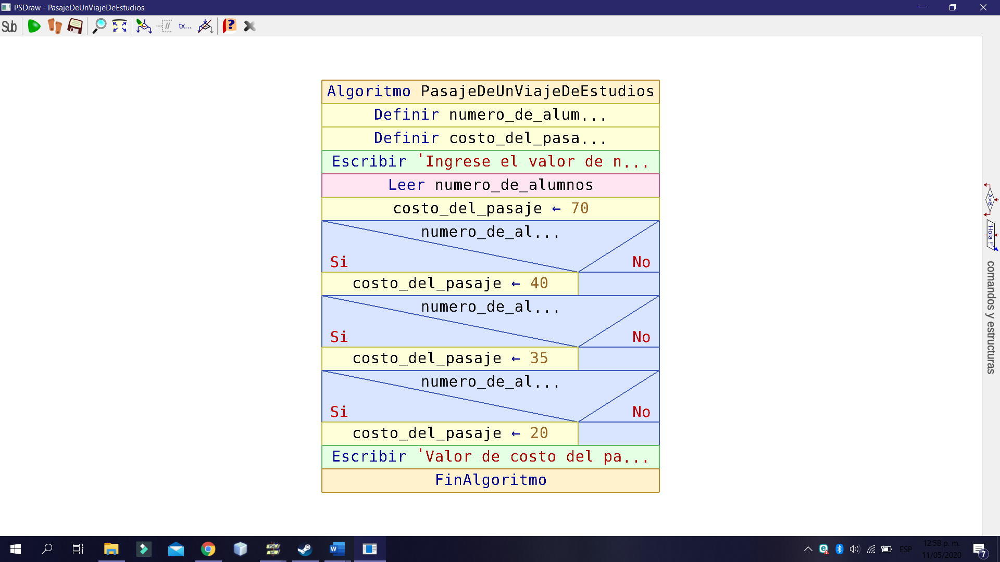 PSDraw - PasajeDeUnViajeDeEstudios
Sub
tx...
Algoritmo PasajeDeUnViajeDeEstudios
Definir numero_de_alum...
Definir costo_del_pasa...
Escribir 'Ingrese el valor de n...
Leer numero_de_alumnos
costo_del_pasaje ← 70
numero_de_al...
Si No
costo_del_pasaje ← 40
numero_de_al...
Si No
costo_del_pasaje ← 35
numero_de_al...
Si No
costo_del_pasaje ← 20
Escribir 'Valor de costo del pa...
FinAlgoritmo
A>B
'Hola !'
comandos y estructuras
ESP
12:58 p. m.
11/05/2020
7